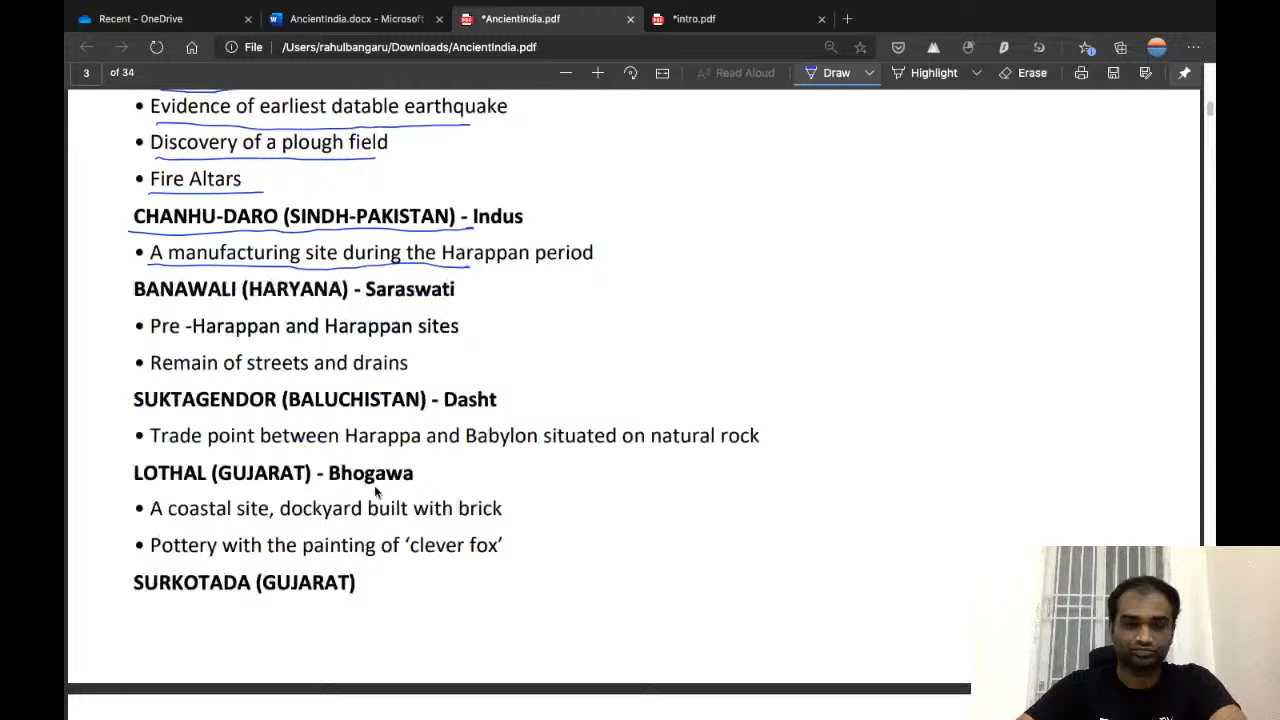 Recent - OneDrive
AncientIndia.docx - Microsoft
*AncientIndia.pdf
*intro.pdf
File
/Users/rahulbangaru/Downloads/AncientIndia.pdf
3 of 34
Read Aloud
Draw
Highlight
Erase
• Evidence of earliest datable earthquake
• Discovery of a plough field
• Fire Altars
CHANHU-DARO (SINDH-PAKISTAN) - Indus
• A manufacturing site during the Harappan period
BANAWALI (HARYANA) - Saraswati
• Pre -Harappan and Harappan sites
• Remain of streets and drains
SUKTAGENDOR (BALUCHISTAN) - Dasht
• Trade point between Harappa and Babylon situated on natural rock
LOTHAL (GUJARAT) - Bhogawa
• A coastal site, dockyard built with brick
• Pottery with the painting of ‘clever fox’
SURKOTADA (GUJARAT)